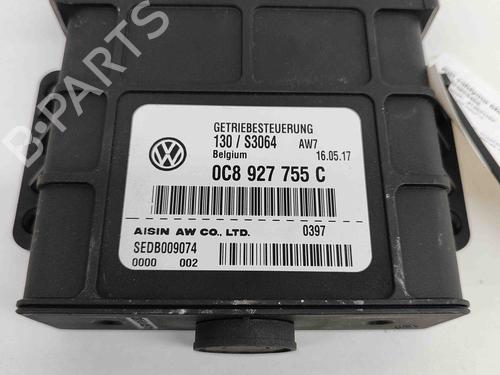 B-PARTS
GETRIEBESTEUERUNG
130 / S3064 AW7
Belgium 16.05.17
0C8 927 755 C
AISIN AW CO., LTD. 0397
SEDB009074
0000 002